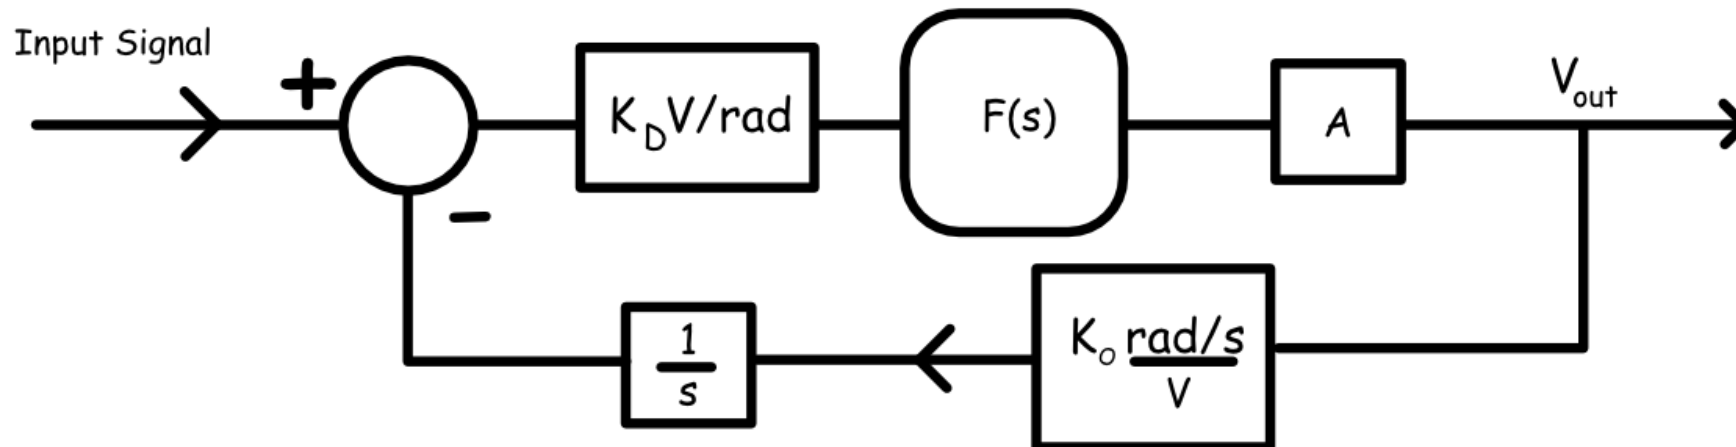 Input Signal
+
K_D V/rad
F(s)
A
V_out
−
1/s
K_o rad/s / V